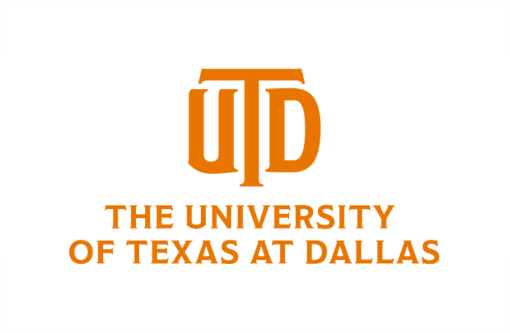 UTD
THE UNIVERSITY
OF TEXAS AT DALLAS